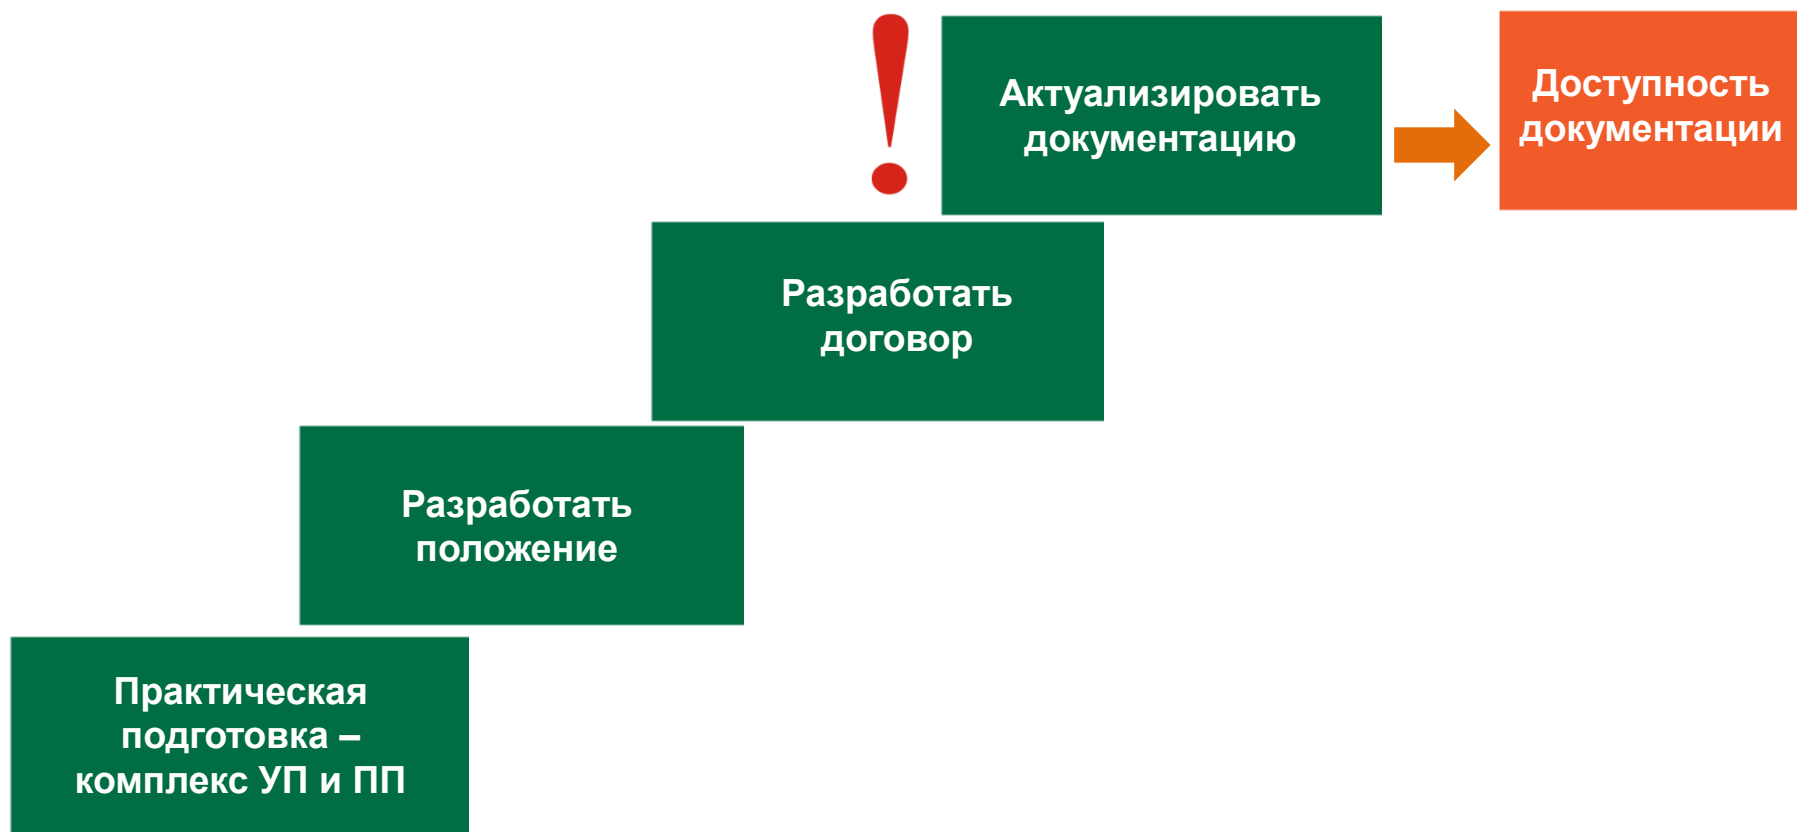 Актуализировать
документацию
Доступность
документации
Разработать
договор
Разработать
положение
Практическая
подготовка –
комплекс УП и ПП